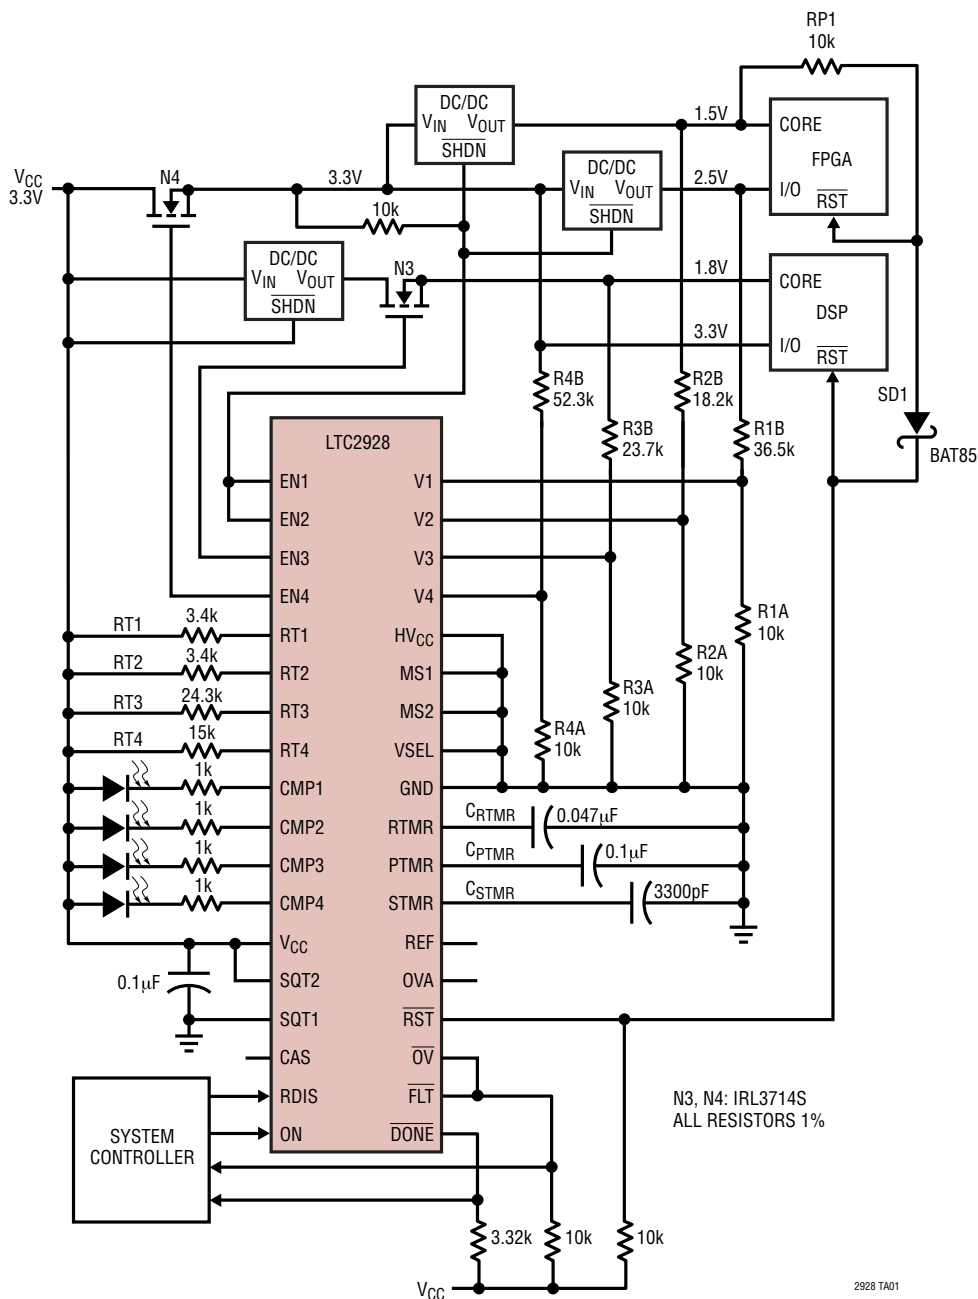 RP1
10k
DC/DC
VIN VOUT
SHDN
1.5V
CORE
FPGA
I/O RST
VCC
3.3V
N4
3.3V
10k
DC/DC
VIN VOUT
SHDN
2.5V
DC/DC
VIN VOUT
SHDN
N3
1.8V
3.3V
CORE
DSP
I/O RST
SD1
BAT85
R4B
52.3k
R2B
18.2k
R3B
23.7k
R1B
36.5k
LTC2928
EN1 V1
EN2 V2
EN3 V3
EN4 V4
RT1 3.4k RT1 HVCC
RT2 3.4k RT2 MS1
RT3 24.3k RT3 MS2
RT4 15k RT4 VSEL
1k CMP1 GND
1k CMP2 RTMR
1k CMP3 PTMR
1k CMP4 STMR
R1A
10k
R2A
10k
R3A
10k
R4A
10k
CRTMR 0.047µF
CPTMR 0.1µF
CSTMR 3300pF
VCC REF
0.1µF
SQT2 OVA
SQT1 RST
CAS OV
RDIS FLT
ON DONE
SYSTEM
CONTROLLER
N3, N4: IRL3714S
ALL RESISTORS 1%
3.32k 10k 10k
VCC
2928 TA01